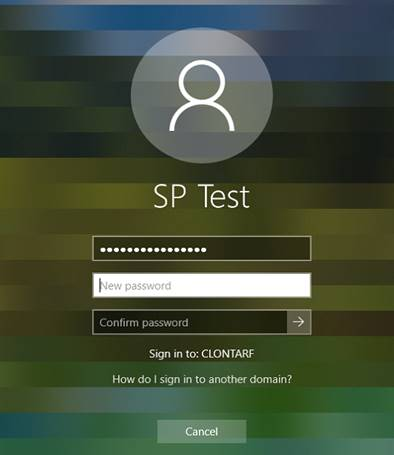 SP Test
••••••••••••••••
New password
Confirm password
Sign in to: CLONTARF
How do I sign in to another domain?
Cancel